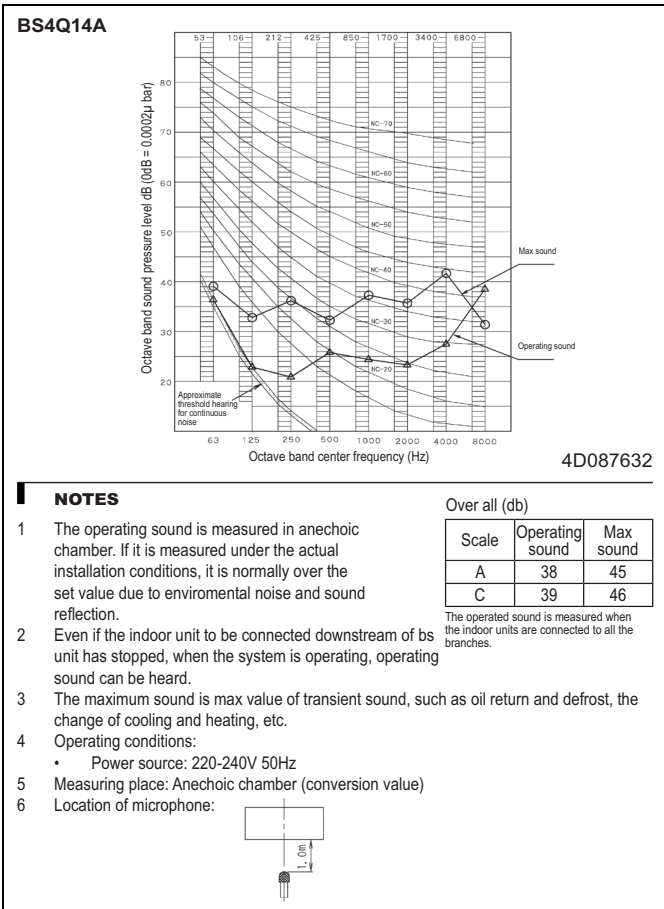 BS4Q14A
53 106 212 425 850 1700 3400 6800
Octave band sound pressure level dB (0dB = 0.0002μ bar)
80
70
60
50
40
30
20
NC-70
NC-60
NC-50
NC-40
NC-30
NC-20
Max sound
Operating sound
Approximate
threshold hearing
for continuous
noise
63 125 250 500 1000 2000 4000 8000
Octave band center frequency (Hz)
4D087632
NOTES
1 The operating sound is measured in anechoic
chamber. If it is measured under the actual
installation conditions, it is normally over the
set value due to enviromental noise and sound
reflection.
2 Even if the indoor unit to be connected downstream of bs
unit has stopped, when the system is operating, operating
sound can be heard.
3 The maximum sound is max value of transient sound, such as oil return and defrost, the
change of cooling and heating, etc.
4 Operating conditions:
• Power source: 220-240V 50Hz
5 Measuring place: Anechoic chamber (conversion value)
6 Location of microphone:
1, 0m
Over all (db)
Scale Operating sound Max sound
A 38 45
C 39 46
The operated sound is measured when
the indoor units are connected to all the
branches.